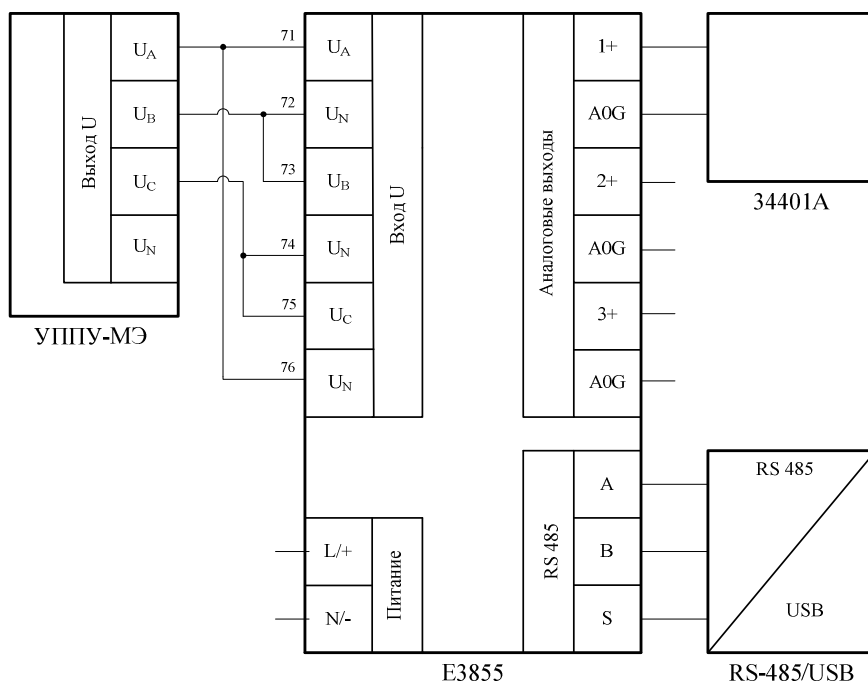 Выход U
UA
UB
UC
UN
УППУ-МЭ
71
72
73
74
75
76
UA
UN
UB
UN
UC
UN
Вход U
L/+
N/-
Питание
Аналоговые выходы
1+
A0G
2+
A0G
3+
A0G
RS 485
A
B
S
E3855
34401A
RS 485
USB
RS-485/USB